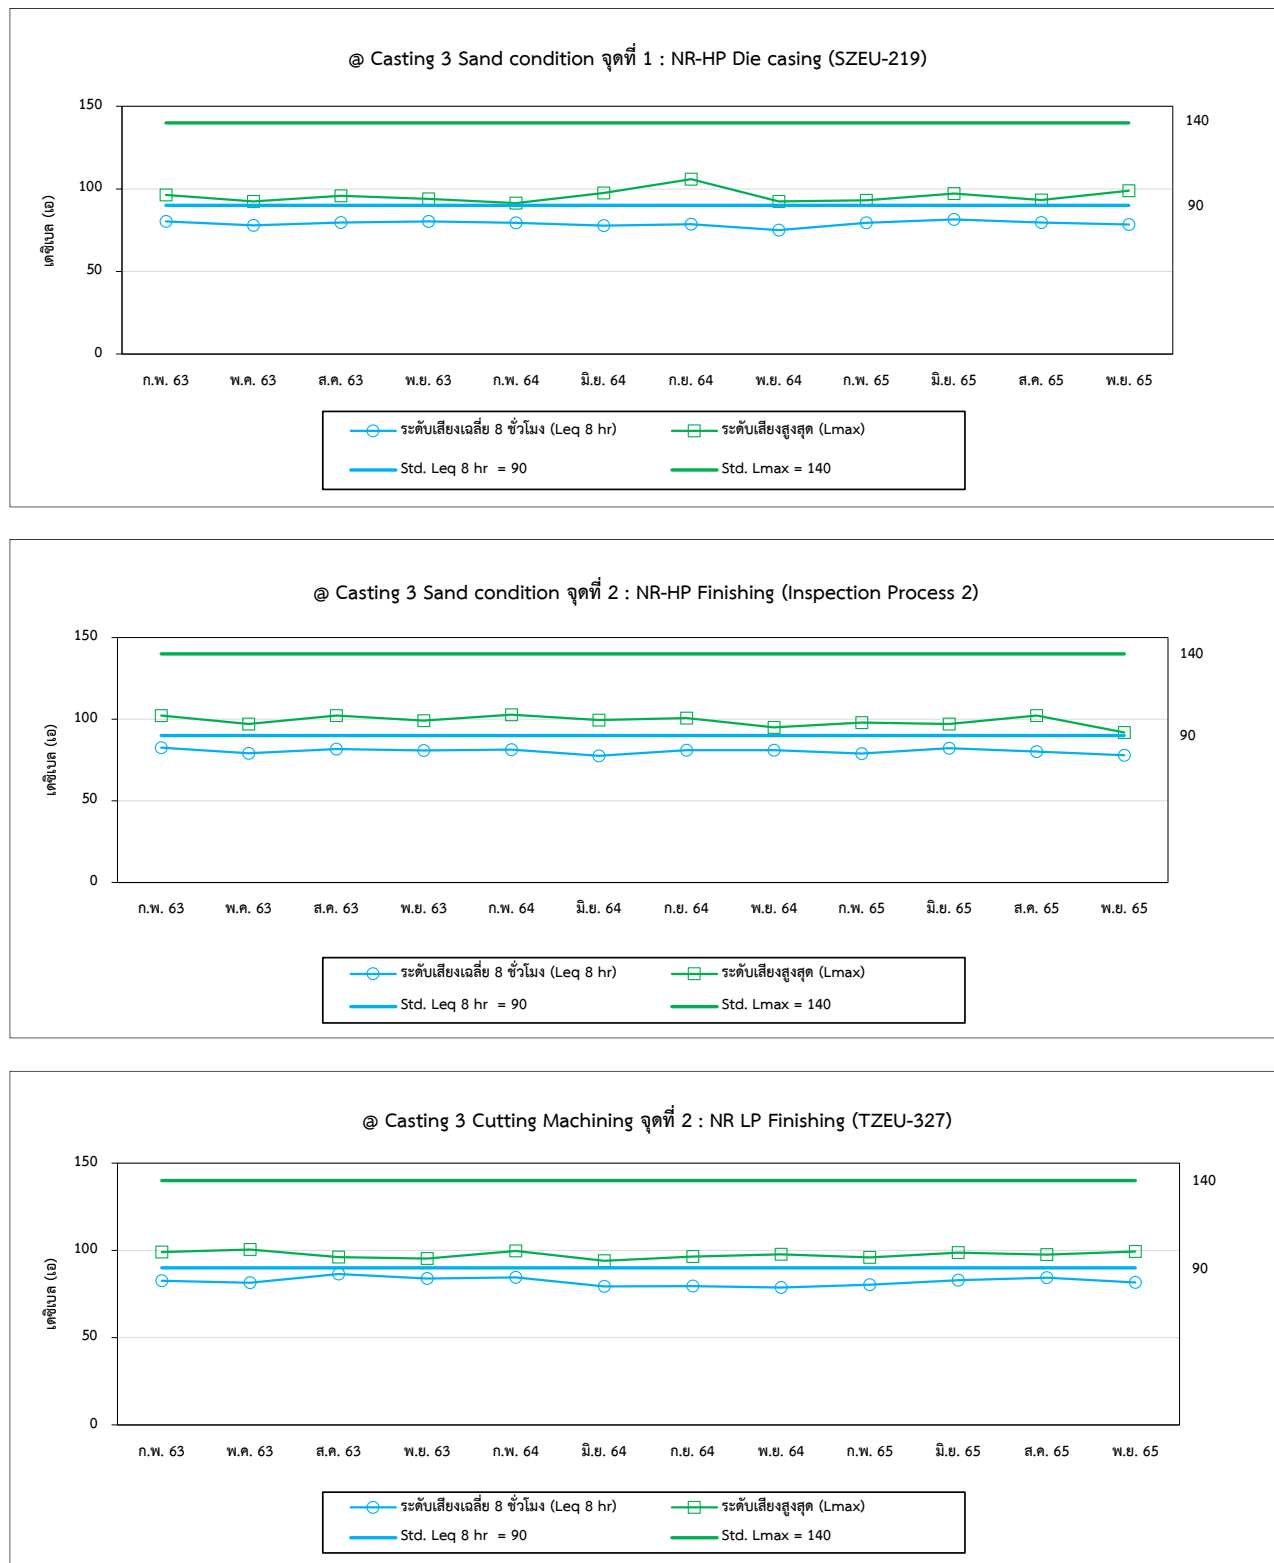 @ Casting 3 Sand condition จุดที่ 1 : NR-HP Die casing (SZEU-219)
150
140
100
90
50
0
เดซิเบล (เอ)
ก.พ. 63 พ.ค. 63 ส.ค. 63 พ.ย. 63 ก.พ. 64 มิ.ย. 64 ก.ย. 64 พ.ย. 64 ก.พ. 65 มิ.ย. 65 ส.ค. 65 พ.ย. 65
ระดับเสียงเฉลี่ย 8 ชั่วโมง (Leq 8 hr) ระดับเสียงสูงสุด (Lmax)
Std. Leq 8 hr = 90 Std. Lmax = 140
@ Casting 3 Sand condition จุดที่ 2 : NR-HP Finishing (Inspection Process 2)
150
140
100
90
50
0
เดซิเบล (เอ)
ก.พ. 63 พ.ค. 63 ส.ค. 63 พ.ย. 63 ก.พ. 64 มิ.ย. 64 ก.ย. 64 พ.ย. 64 ก.พ. 65 มิ.ย. 65 ส.ค. 65 พ.ย. 65
ระดับเสียงเฉลี่ย 8 ชั่วโมง (Leq 8 hr) ระดับเสียงสูงสุด (Lmax)
Std. Leq 8 hr = 90 Std. Lmax = 140
@ Casting 3 Cutting Machining จุดที่ 2 : NR LP Finishing (TZEU-327)
150
140
100
90
50
0
เดซิเบล (เอ)
ก.พ. 63 พ.ค. 63 ส.ค. 63 พ.ย. 63 ก.พ. 64 มิ.ย. 64 ก.ย. 64 พ.ย. 64 ก.พ. 65 มิ.ย. 65 ส.ค. 65 พ.ย. 65
ระดับเสียงเฉลี่ย 8 ชั่วโมง (Leq 8 hr) ระดับเสียงสูงสุด (Lmax)
Std. Leq 8 hr = 90 Std. Lmax = 140